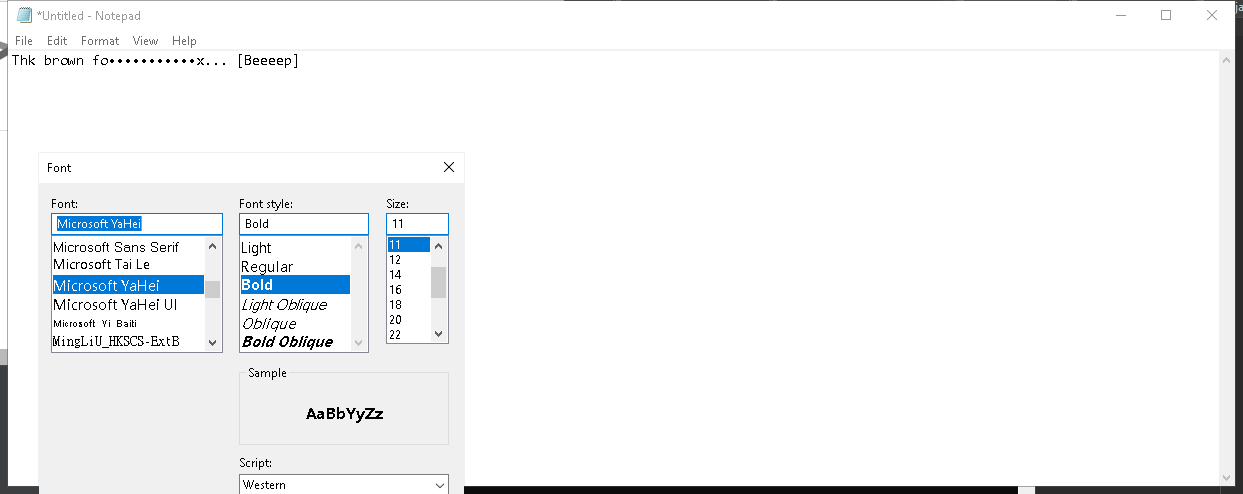 *Untitled - Notepad
File Edit Format View Help
Thk brown fo•••••••••••x... [Beeeep]
Font
Font: Font style: Size:
Microsoft YaHei Bold 11
Microsoft Sans Serif Light 11
Microsoft Tai Le Regular 12
Microsoft YaHei Bold 14
Microsoft YaHei UI Light Oblique 16
Microsoft Yi Baiti Oblique 18
MingLiU_HKSCS-ExtB Bold Oblique 20
22
Sample
AaBbYyZz
Script:
Western